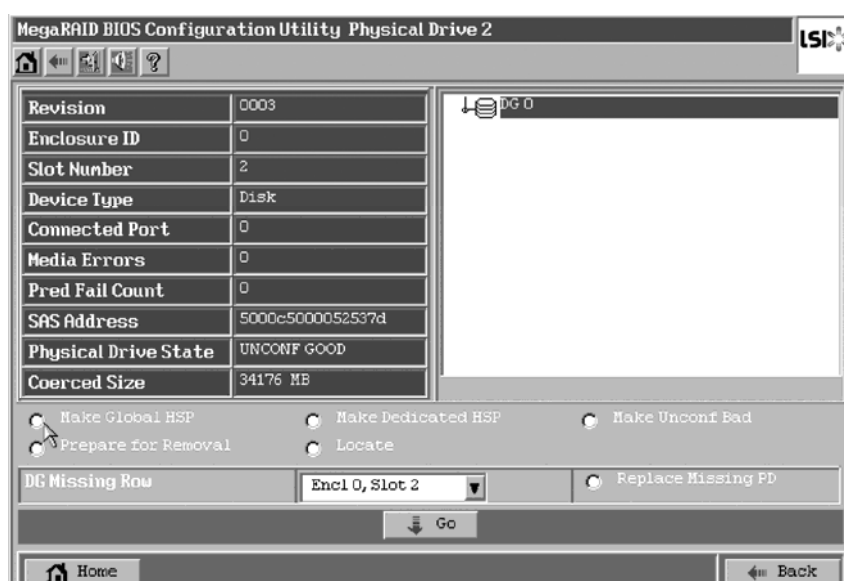 MegaRAID BIOS Configuration Utility Physical Drive 2
LSI
Revision 0003
Enclosure ID 0
Slot Number 2
Device Type Disk
Connected Port 0
Media Errors 0
Pred Fail Count 0
SAS Address 5000c5000052537d
Physical Drive State UNCONF GOOD
Coerced Size 34176 MB
DG 0
Make Global HSP Make Dedicated HSP Make Unconf Bad
Prepare for Removal Locate
DG Missing Row Encl 0, Slot 2 Replace Missing PD
Go
Home Back